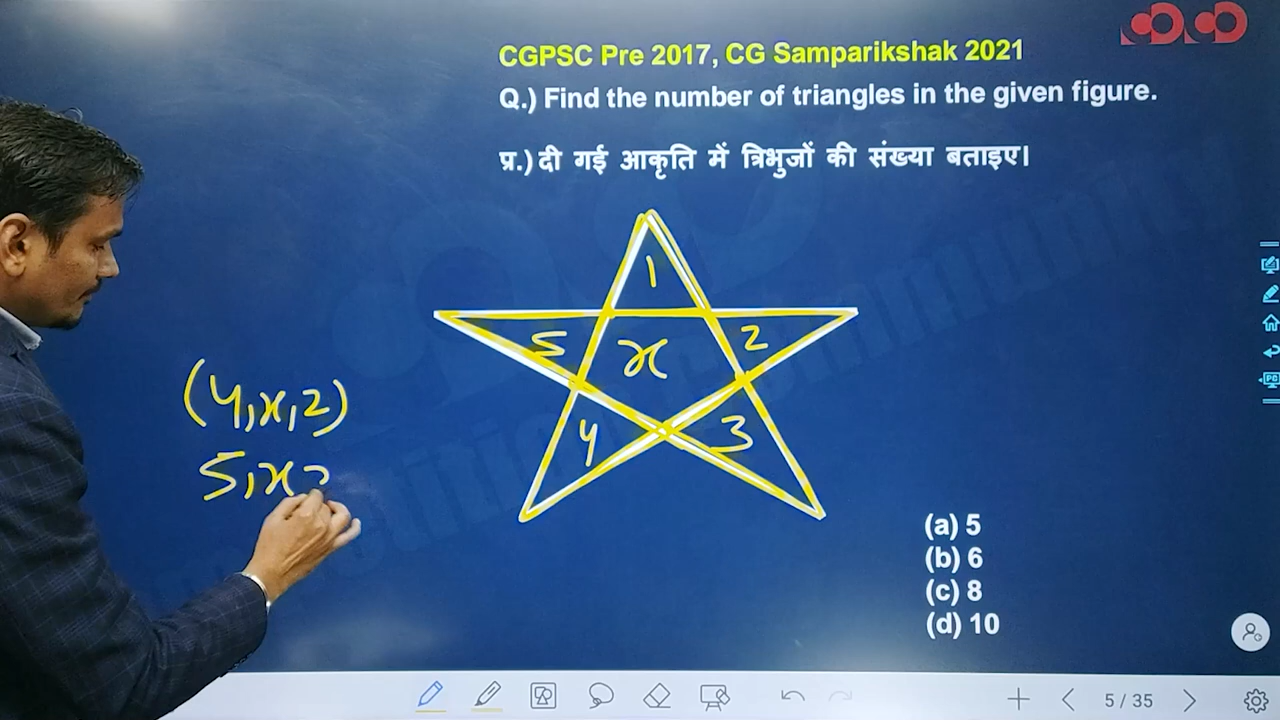 CGPSC Pre 2017, CG Samparikshak 2021
Q.) Find the number of triangles in the given figure.
प्र.) दी गई आकृति में त्रिभुजों की संख्या बताइए।
1
5
x
2
4
3
(4,x,2)
5,x
(a) 5
(b) 6
(c) 8
(d) 10
5 / 35